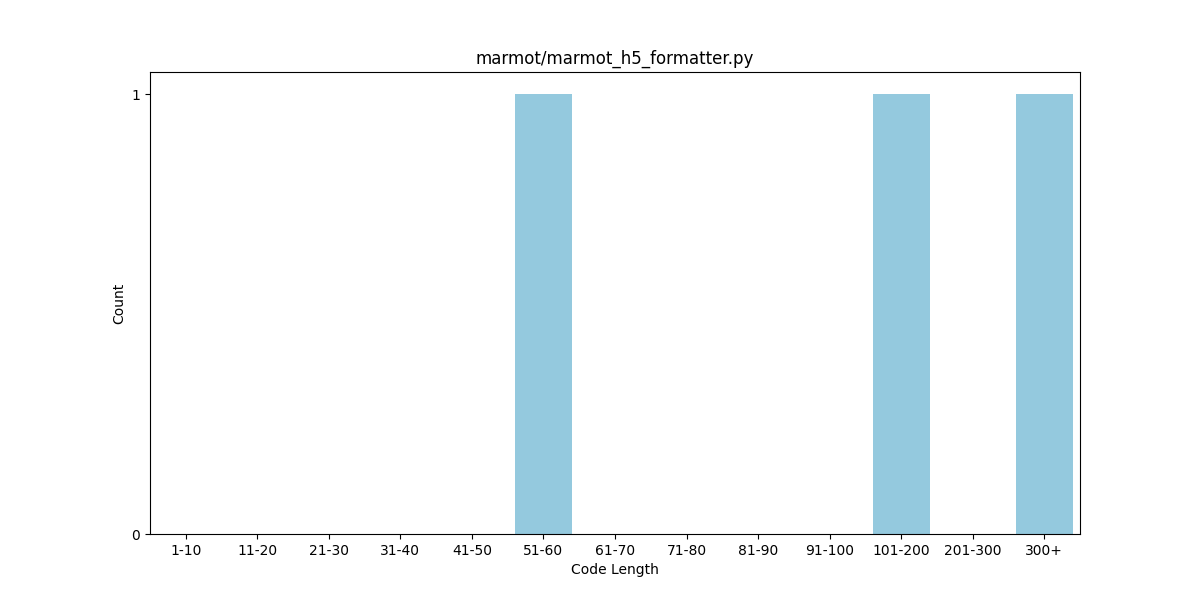 marmot/marmot_h5_formatter.py
1
Count
0
1-10 11-20 21-30 31-40 41-50 51-60 61-70 71-80 81-90 91-100 101-200 201-300 300+
Code Length